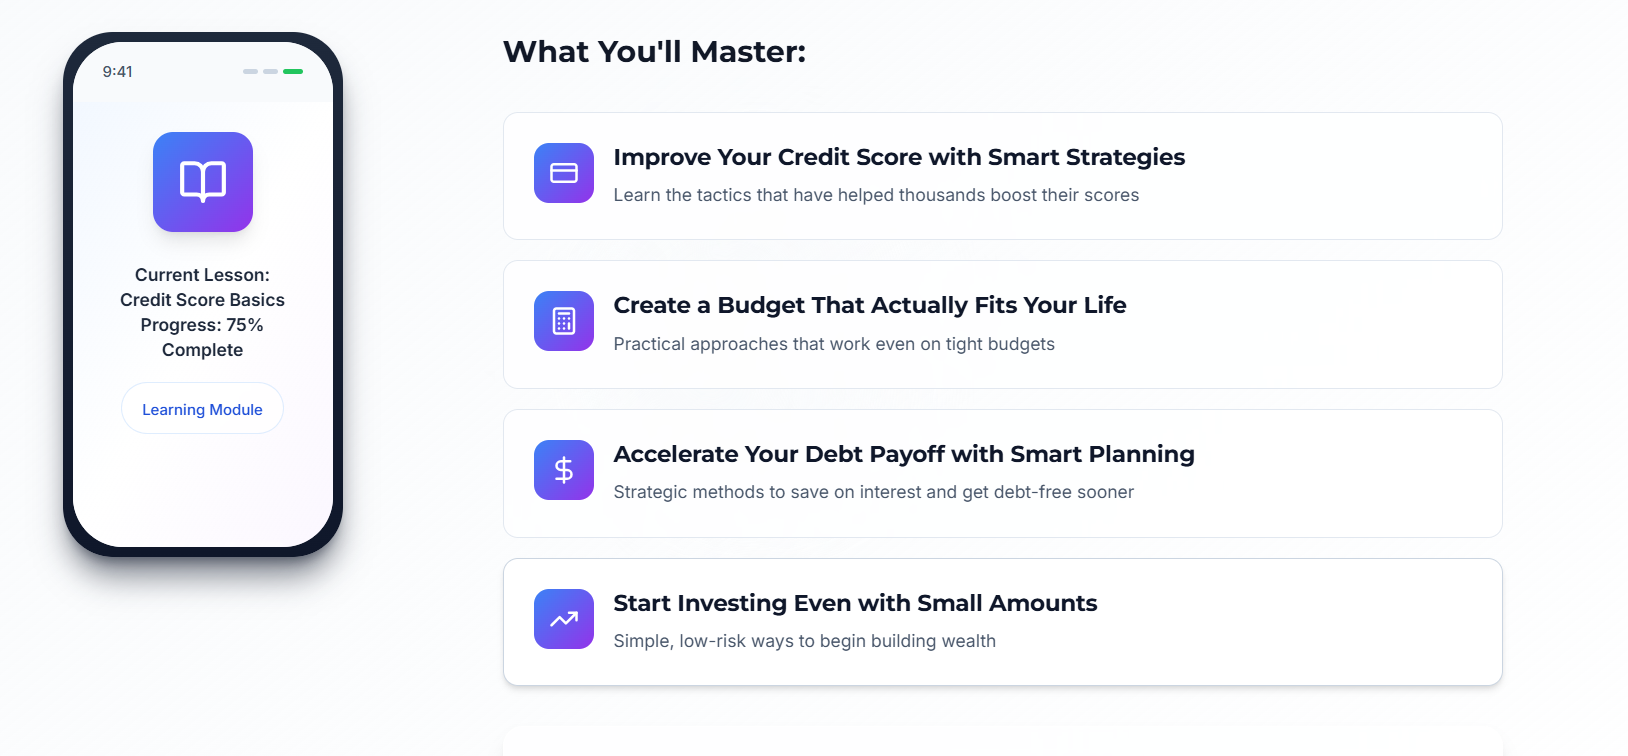 9:41
Current Lesson:
Credit Score Basics
Progress: 75%
Complete
Learning Module
What You'll Master:
Improve Your Credit Score with Smart Strategies
Learn the tactics that have helped thousands boost their scores
Create a Budget That Actually Fits Your Life
Practical approaches that work even on tight budgets
Accelerate Your Debt Payoff with Smart Planning
Strategic methods to save on interest and get debt-free sooner
Start Investing Even with Small Amounts
Simple, low-risk ways to begin building wealth